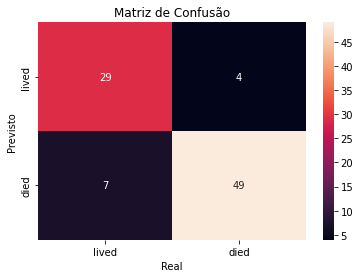 Matriz de Confusão
lived
29
4
45
40
35
30
25
20
15
10
5
Previsto
died
7
49
lived
died
Real